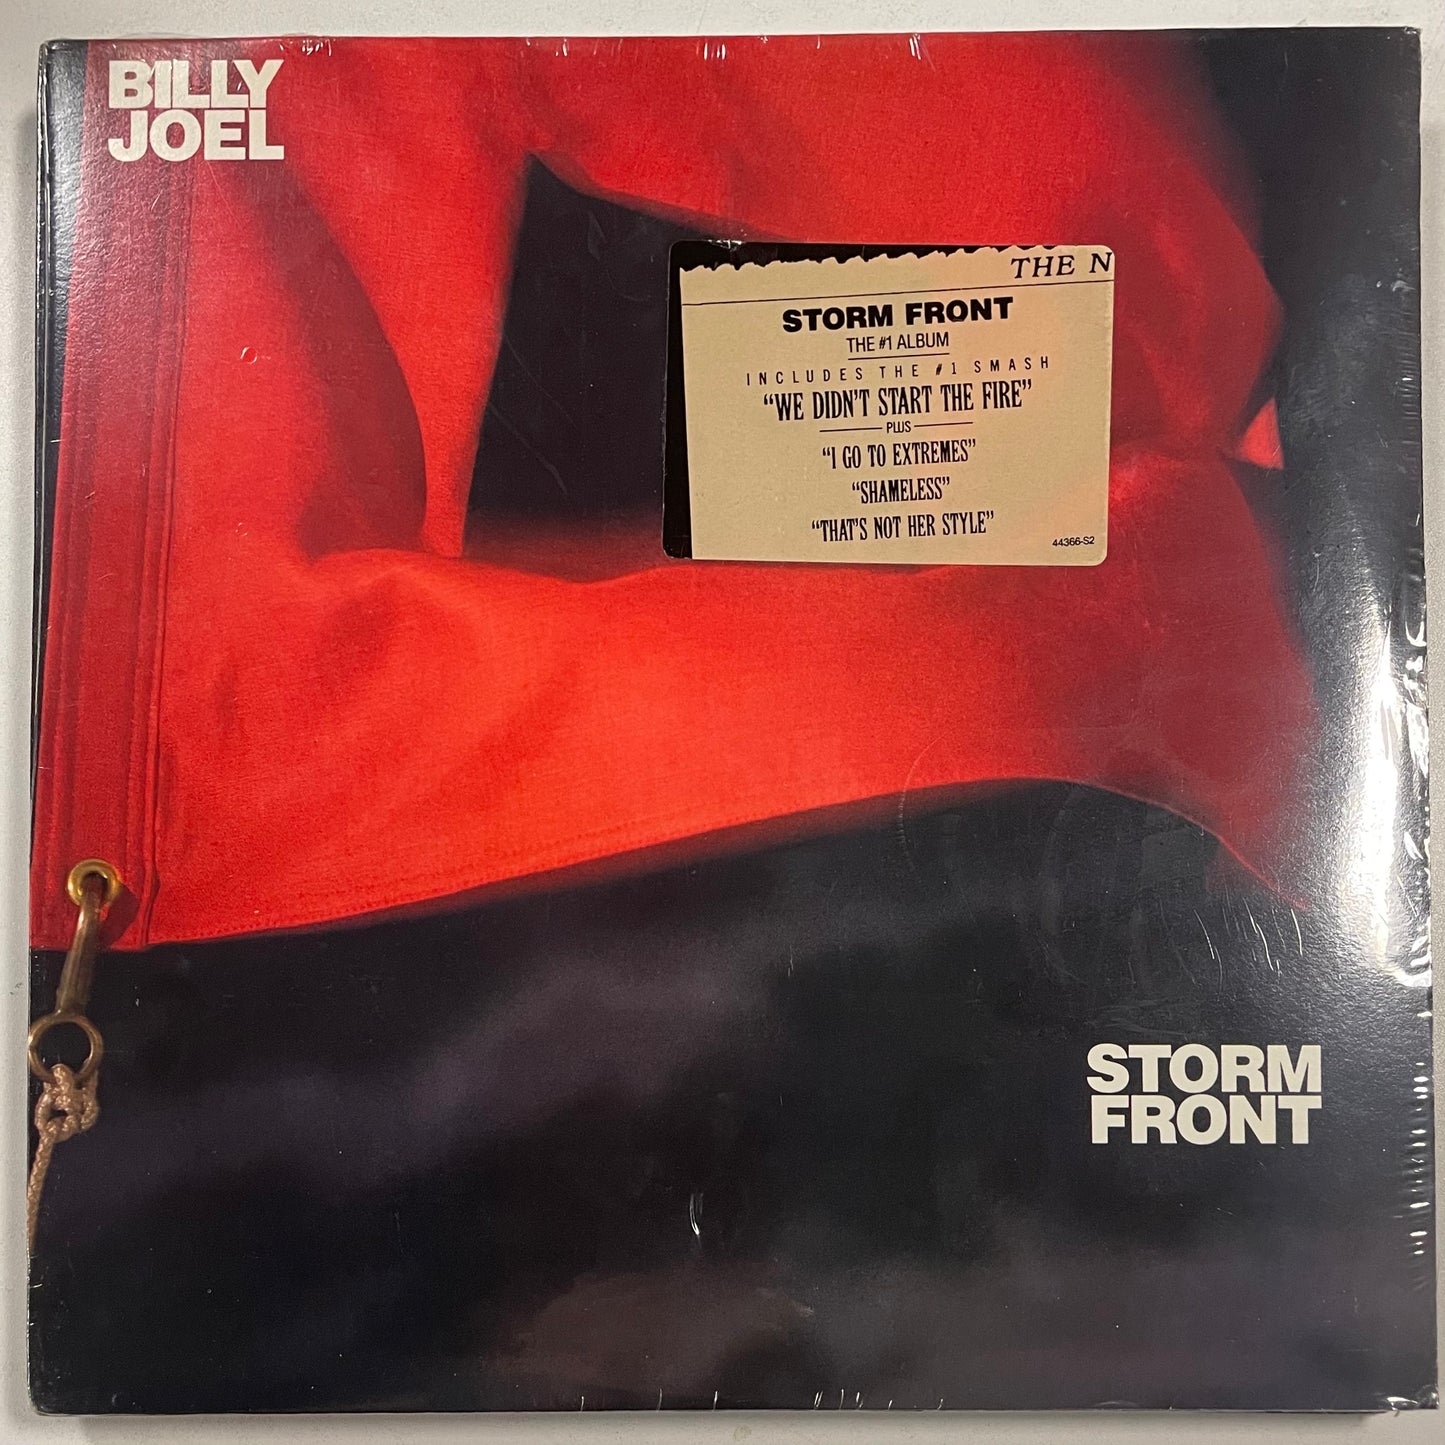 BILLY
JOEL
THE N
STORM FRONT
THE #1 ALBUM
INCLUDES THE #1 SMASH
“WE DIDN'T START THE FIRE”
PLUS
“I GO TO EXTREMES”
“SHAMELESS”
“THAT'S NOT HER STYLE”
44366-S2
STORM
FRONT